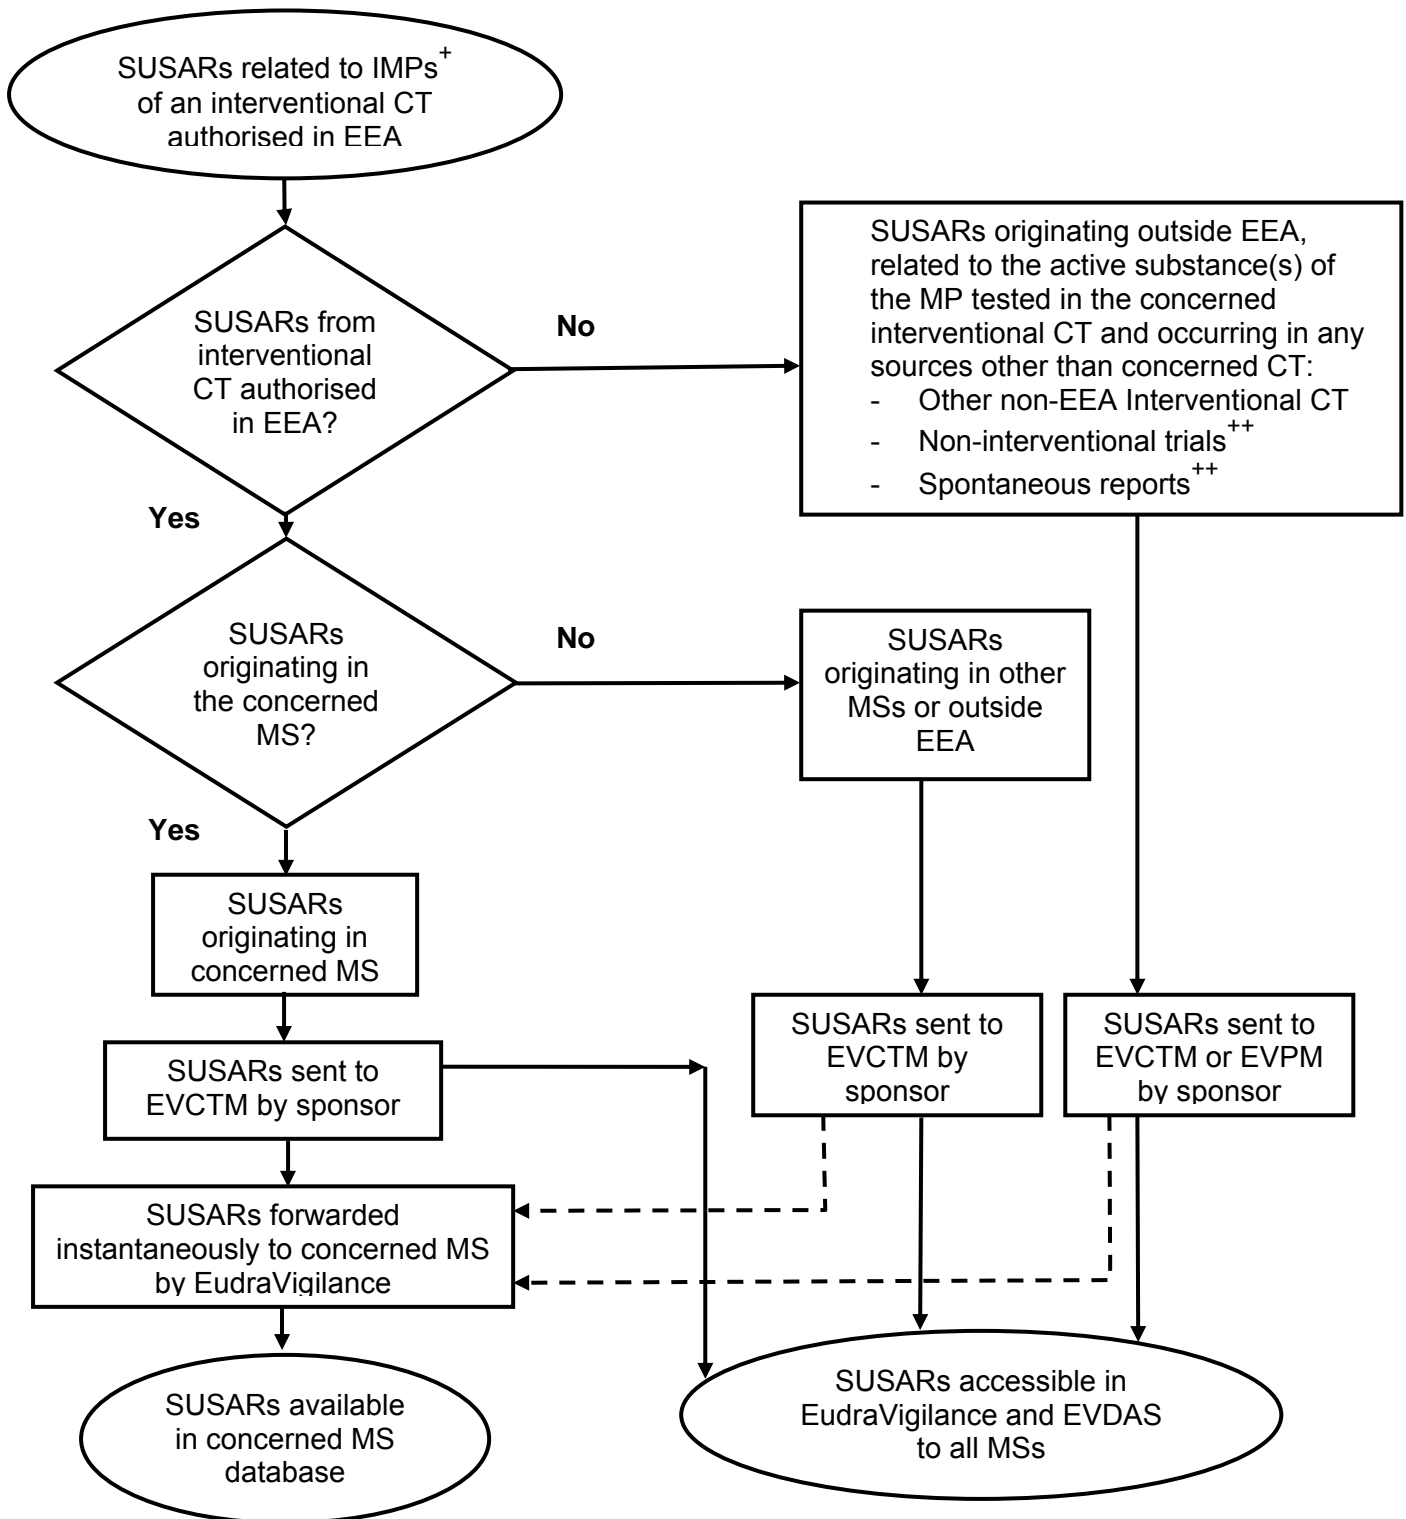 SUSARs related to IMPs+
of an interventional CT
authorised in EEA
SUSARs from
interventional
CT authorised
in EEA?
No
SUSARs originating outside EEA,
related to the active substance(s) of
the MP tested in the concerned
interventional CT and occurring in any
sources other than concerned CT:
- Other non-EEA Interventional CT
- Non-interventional trials++
- Spontaneous reports++
Yes
SUSARs
originating in
the concerned
MS?
No
SUSARs
originating in other
MSs or outside
EEA
Yes
SUSARs
originating in
concerned MS
SUSARs sent to
EVCTM by sponsor
SUSARs sent to
EVCTM by
sponsor
SUSARs sent to
EVCTM or EVPM
by sponsor
SUSARs forwarded
instantaneously to concerned MS
by EudraVigilance
SUSARs available
in concerned MS
database
SUSARs accessible in
EudraVigilance and EVDAS
to all MSs